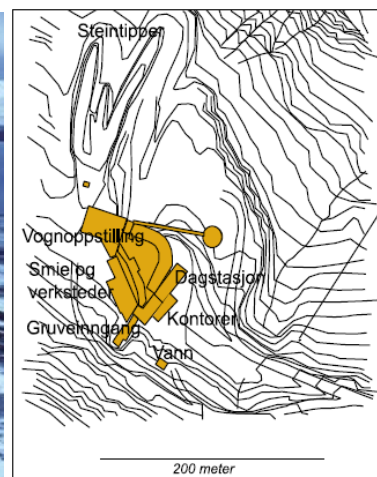 Steintipper
Vognoppstilling
Smie og
verksteder
Dagstasjon
Kontorer
Gruveinngang
Vann
200 meter